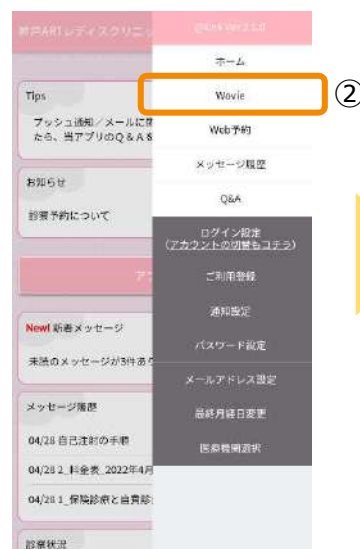 神戸ARTレディスクリニッ
@link Ver2.1.0
ホーム
Wovie
②
Web予約
メッセージ履歴
Q&A
ログイン設定
(アカウントの切替もコチラ)
ご利用登録
通知設定
パスワード設定
メールアドレス設定
最終月経日変更
医療機関選択
Tips
プッシュ通知／メールに
たら、当アプリのQ&Aを
お知らせ
診察予約について
ア
New! 新着メッセージ
未読のメッセージが3件あ
メッセージ履歴
04/28 自己注射の手順
04/28 2_料金表_2022年4月
04/28 1_保険診療と自費診
診察状況